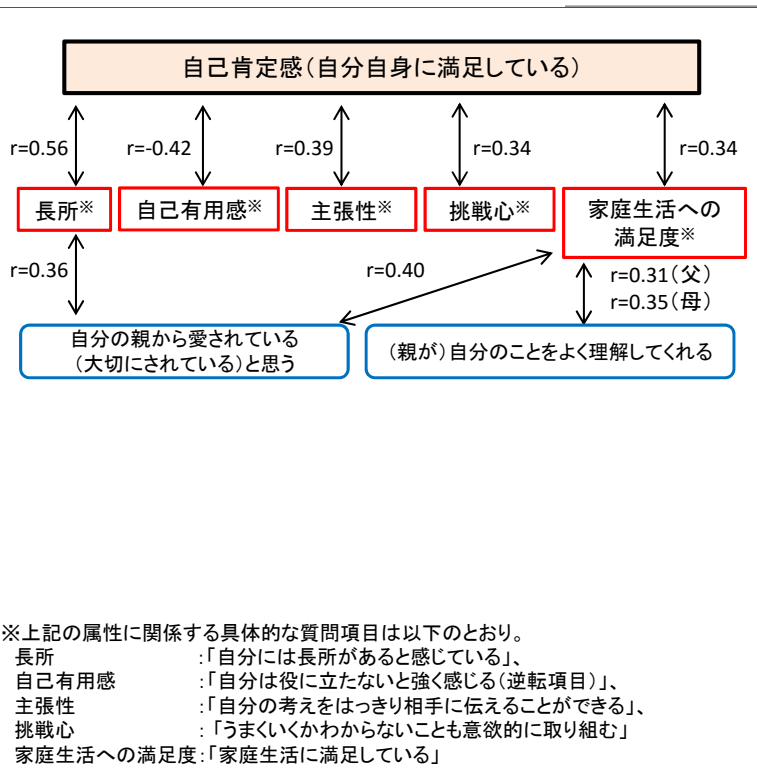 自己肯定感(自分自身に満足している)
r=0.56
r=-0.42
r=0.39
r=0.34
r=0.34
長所※
自己有用感※
主張性※
挑戦心※
家庭生活への
満足度※
r=0.36
r=0.40
r=0.31(父)
r=0.35(母)
自分の親から愛されている
(大切にされている)と思う
(親が)自分のことをよく理解してくれる
※上記の属性に関係する具体的な質問項目は以下のとおり。
長所 :「自分には長所があると感じている」、
自己有用感 :「自分は役に立たないと強く感じる(逆転項目)」、
主張性 :「自分の考えをはっきり相手に伝えることができる」、
挑戦心 :「うまくいくかわからないことも意欲的に取り組む」
家庭生活への満足度:「家庭生活に満足している」